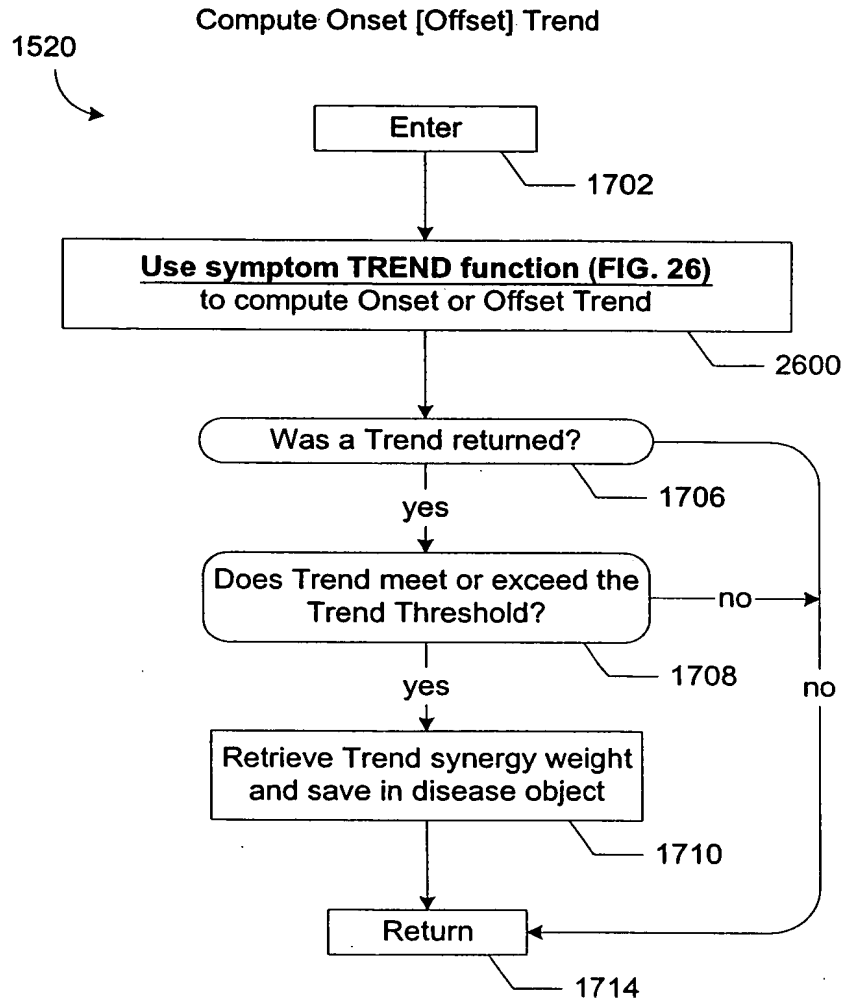 Compute Onset [Offset] Trend
1520
Enter
1702
Use symptom TREND function (FIG. 26)
to compute Onset or Offset Trend
2600
Was a Trend returned?
1706
yes
Does Trend meet or exceed the
Trend Threshold?
no
1708
yes
no
Retrieve Trend synergy weight
and save in disease object
1710
Return
1714